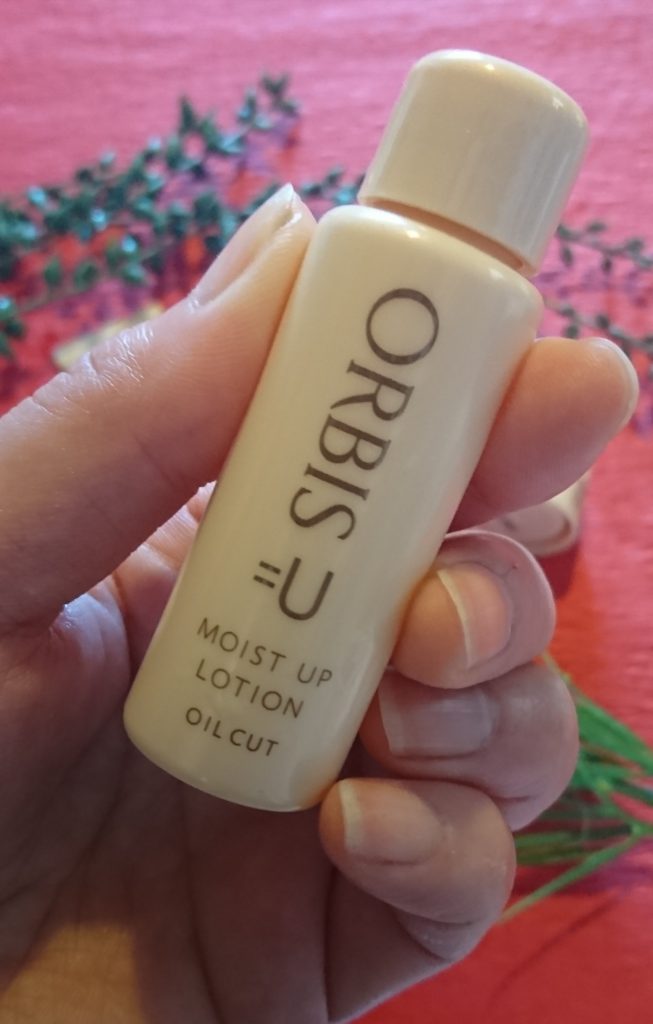 ORBIS
=U
MOIST UP
LOTION
OIL CUT